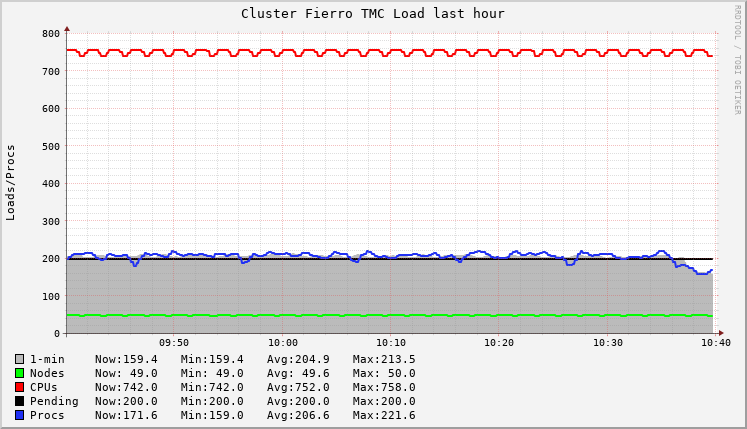 Cluster Fierro TMC Load last hour
RRDTOOL / TOBI OETIKER
Loads/Procs
800
700
600
500
400
300
200
100
0
09:50 10:00 10:10 10:20 10:30 10:40
1-min Now:159.4 Min:159.4 Avg:204.9 Max:213.5
Nodes Now: 49.0 Min: 49.0 Avg: 49.6 Max: 50.0
CPUs Now:742.0 Min:742.0 Avg:752.0 Max:758.0
Pending Now:200.0 Min:200.0 Avg:200.0 Max:200.0
Procs Now:171.6 Min:159.0 Avg:206.6 Max:221.6